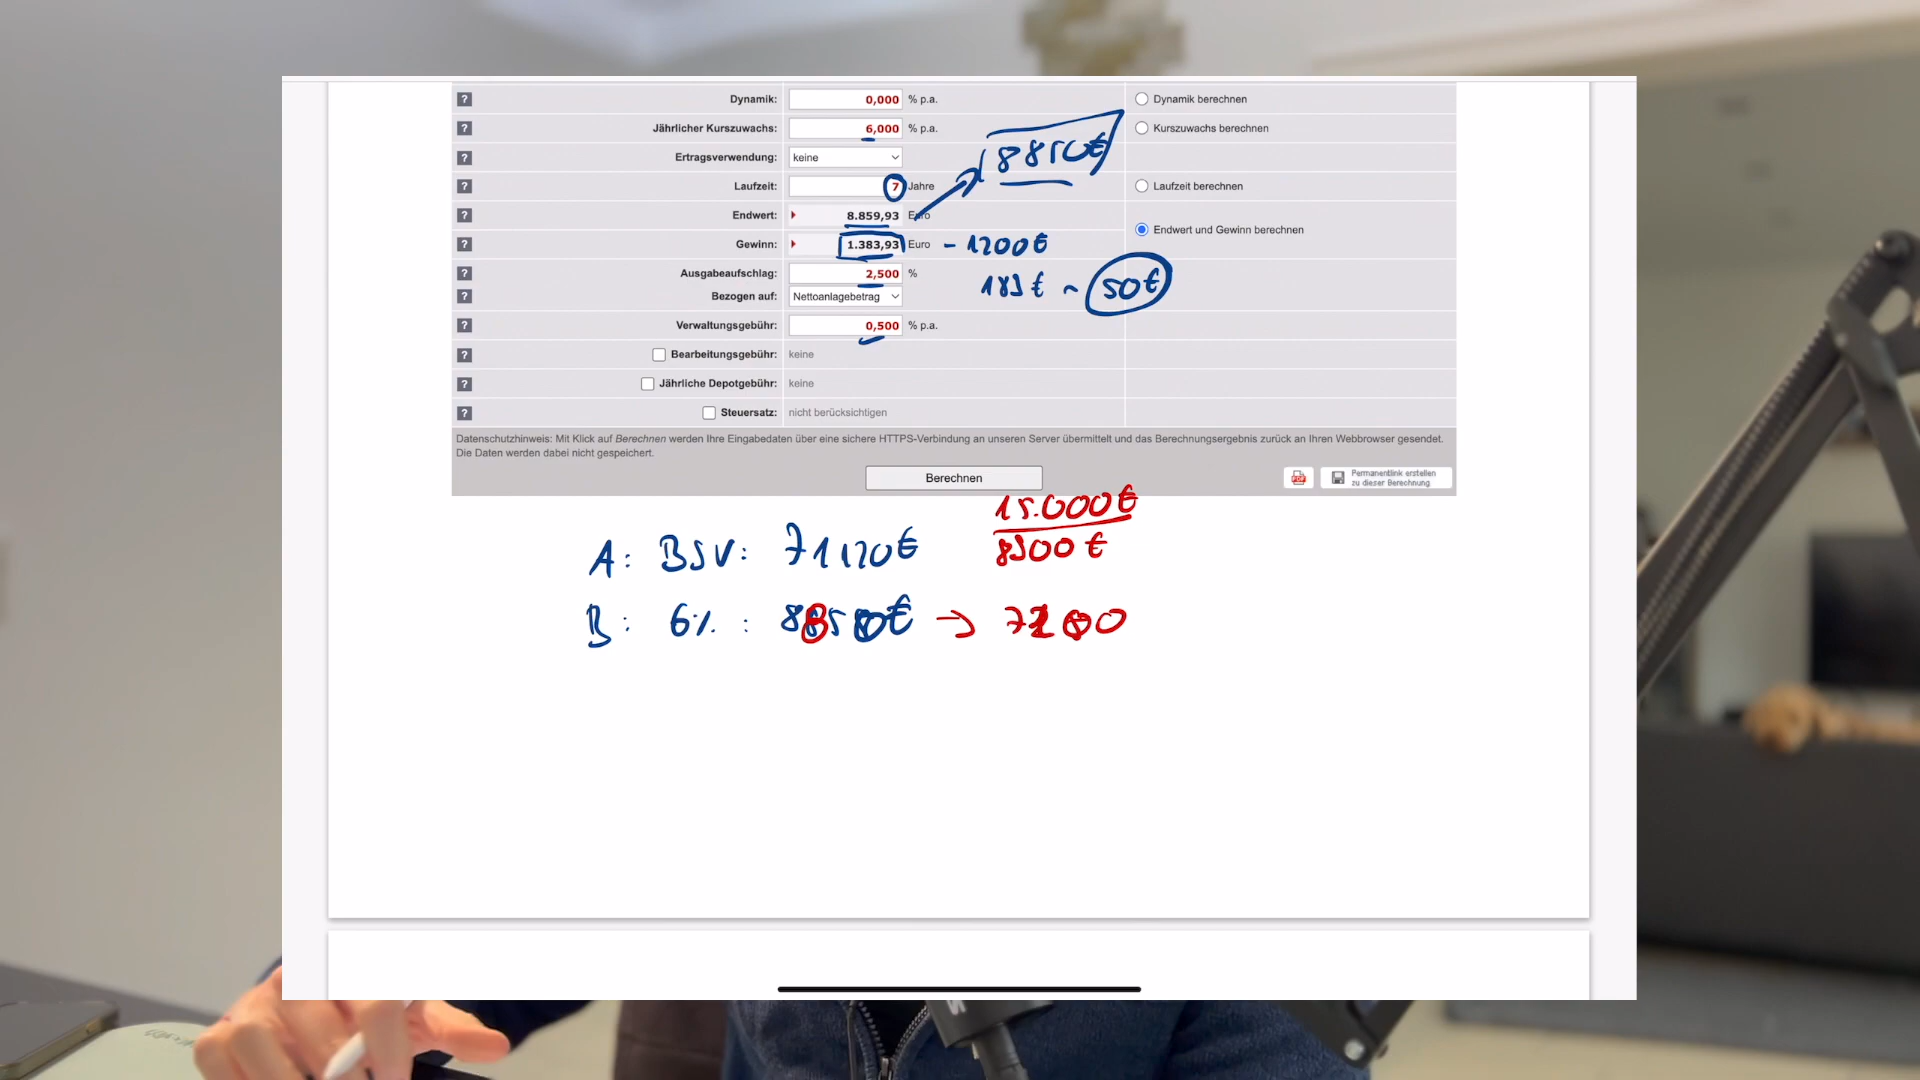 ? Dynamik: 0,000 % p.a. Dynamik berechnen
? Jährlicher Kurszuwachs: 6,000 % p.a. Kurszuwachs berechnen
8850€
? Ertragsverwendung: keine
? Laufzeit: 7 Jahre Laufzeit berechnen
? Endwert: 8.859,93 Euro
Endwert und Gewinn berechnen
? Gewinn: 1.383,93 Euro - 1200€
? Ausgabeaufschlag: 2,500 %
183€ ~ 50€
? Bezogen auf: Nettoanlagebetrag
? Verwaltungsgebühr: 0,500 % p.a.
? Bearbeitungsgebühr: keine
? Jährliche Depotgebühr: keine
? Steuersatz: nicht berücksichtigen
Datenschutzhinweis: Mit Klick auf Berechnen werden Ihre Eingabedaten über eine sichere HTTPS-Verbindung an unseren Server übermittelt und das Berechnungsergebnis zurück an Ihren Webbrowser gesendet.
Die Daten werden dabei nicht gespeichert.
Berechnen PDF Permanentlink erstellen
zu dieser Berechnung
15.000€
A: BSV:
B: 6% : →